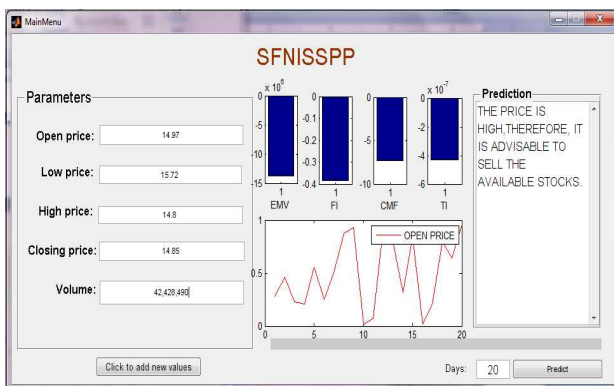 MainMenu
SFNISSPP
Parameters
Open price: 14.97
Low price: 15.72
High price: 14.8
Closing price: 14.85
Volume: 42,428,490
Click to add new values
x 10^6
0
-5
-10
-15
1
EMV
0
-0.1
-0.2
-0.3
-0.4
1
FI
0
-5
-10
1
CMF
x 10^-7
0
-2
-4
-6
1
TI
OPEN PRICE
1
0.5
0
0 5 10 15 20
Prediction
THE PRICE IS
HIGH,THEREFORE, IT
IS ADVISABLE TO
SELL THE
AVAILABLE STOCKS.
Days: 20 Predict